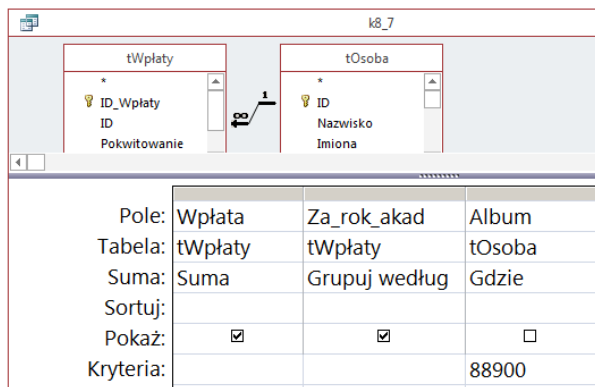 k8_7
tWpłaty
*
ID_Wpłaty
ID
Pokwitowanie
∞ 1
tOsoba
*
ID
Nazwisko
Imiona
Pole: Wpłata Za_rok_akad Album
Tabela: tWpłaty tWpłaty tOsoba
Suma: Suma Grupuj według Gdzie
Sortuj:
Pokaż:
Kryteria: 88900